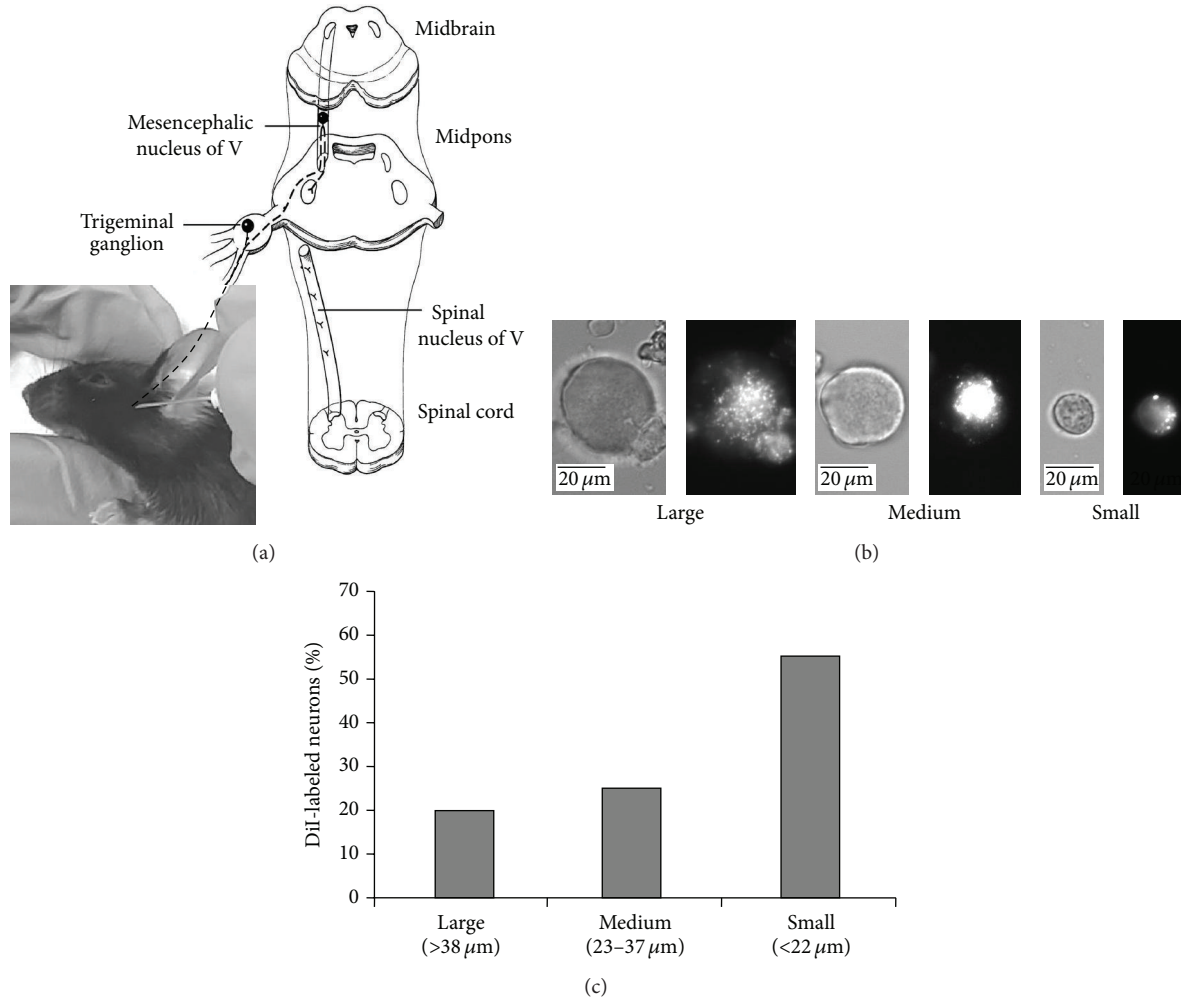 Midbrain
Mesencephalic
nucleus of V
Midpons
Trigeminal
ganglion
Spinal
nucleus of V
Spinal cord
(a)
20 μm
20 μm
20 μm
20 μm
Large
Medium
Small
(b)
DiI-labeled neurons (%)
70
60
50
40
30
20
10
0
Large
(>38 μm)
Medium
(23–37 μm)
Small
(<22 μm)
(c)